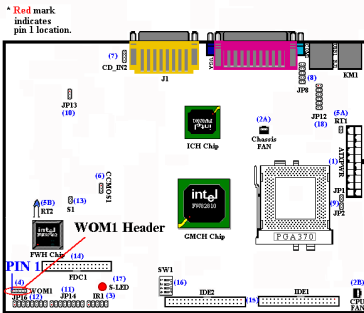 * Red mark
indicates
pin 1 location.
(7)
CD_IN2
J1
VGA
KM1
(8)
JP8
JP13
(10)
JP12
(18)
(5A)
RT1
ICH Chip
(2A)
Chassis
FAN
ATXPWR
(1)
(6)
CCMOS1
(5B)
RT2
(13)
S1
intel
FW82810
GMCH Chip
JP1
(9)
JP2
PGA370
WOM1 Header
FWH Chip
PIN 1
(14)
FDC1
(4)
WOM1
JP16
(12)
(11)
JP14
(17)
S-LED
IR1
(3)
SW1
(16)
IDE2
(15)
IDE1
(2B)
CPU
FAN